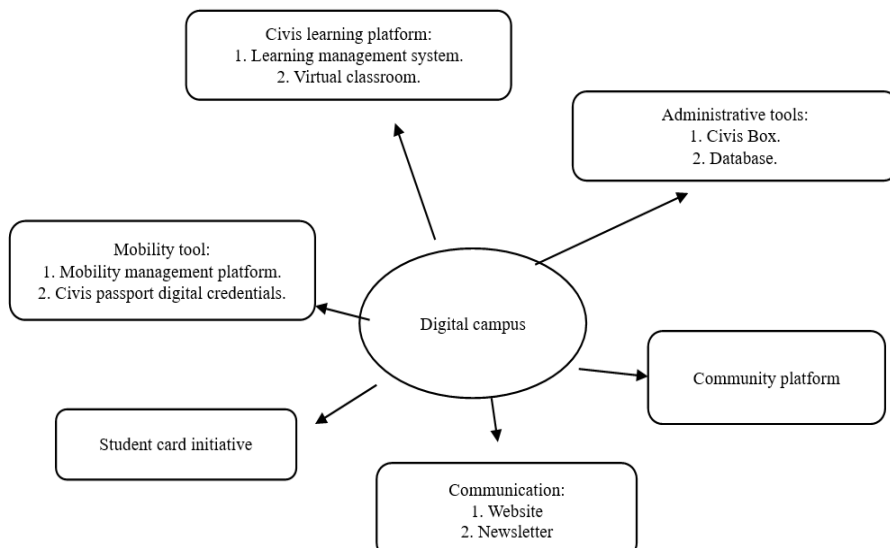 Civis learning platform:
1. Learning management system.
2. Virtual classroom.
Administrative tools:
1. Civis Box.
2. Database.
Mobility tool:
1. Mobility management platform.
2. Civis passport digital credentials.
Digital campus
Community platform
Student card initiative
Communication:
1. Website
2. Newsletter